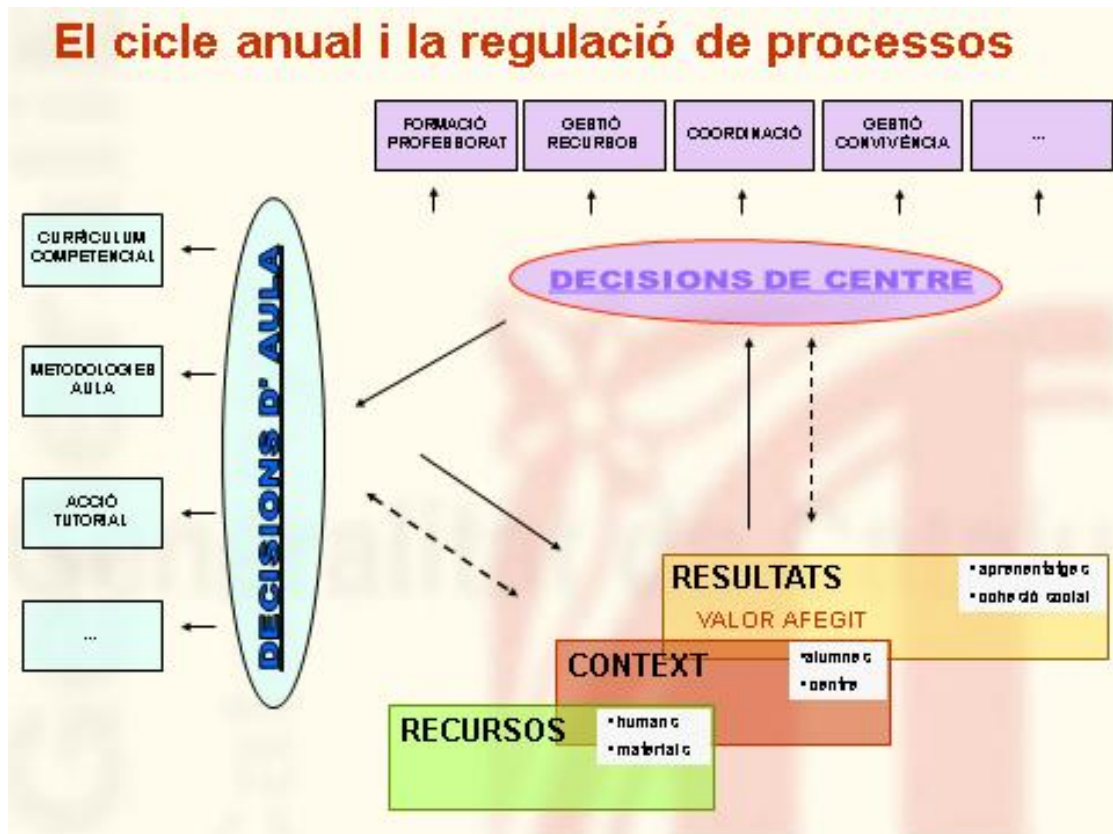 El cicle anual i la regulació de processos
FORMACIÓ
PROFESSORAT
GESTIÓ
RECURSOS
COORDINACIÓ
GESTIÓ
CONVIVÈNCIA
...
DECISIONS DE CENTRE
CURRÍCULUM
COMPETENCIAL
METODOLOGIES
AULA
ACCIÓ
TUTORIAL
...
DECISIONS D' AULA
RESULTATS
•aprenentatges
•cohesió social
VALOR AFEGIT
CONTEXT
•alumnes
•centre
RECURSOS
•humans
•materials